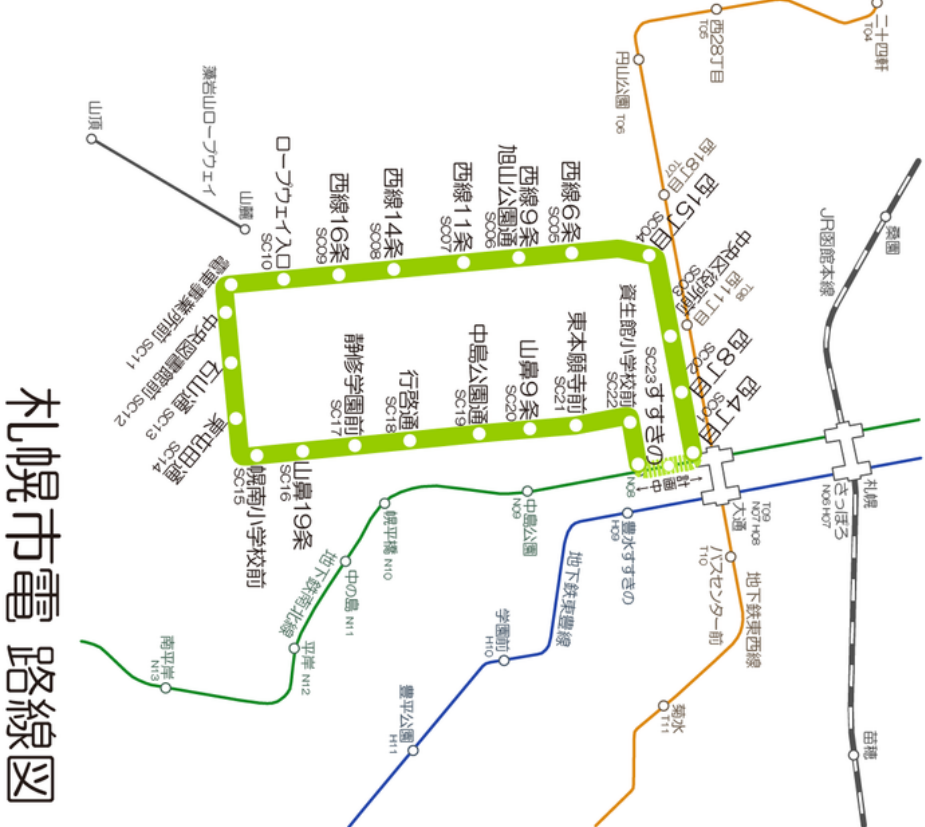 札幌市電 路線図
二十四軒
T04
西28丁目
T05
円山公園 T06
西18丁目
T07
西15丁目
SC04
中央区役所前
SC03
西11丁目
T08
西8丁目
SC02
西4丁目
SC01
桑園
JR函館本線
札幌
さっぽろ
N06 H07
苗穂
大通
T09
N07 H08
バスセンター前
T10
地下鉄東西線
菊水
T11
↑
計
画
中
↓
すすきの
SC23
N08
資生館小学校前
SC22
東本願寺前
SC21
山鼻9条
SC20
中島公園通
SC19
行啓通
SC18
静修学園前
SC17
山鼻19条
SC16
幌南小学校前
SC15
東屯田通
SC14
石山通
SC13
中央図書館前 SC12
電車事業所前 SC11
ロープウェイ入口
SC10
西線16条
SC09
西線14条
SC08
西線11条
SC07
西線9条
旭山公園通
SC06
西線6条
SC05
藻岩山ロープウェイ
山頂
山麓
豊水すすきの
H09
地下鉄東豊線
学園前
H10
豊平公園
H11
中島公園
N09
幌平橋 N10
中の島 N11
地下鉄南北線
平岸 N12
南平岸
N13